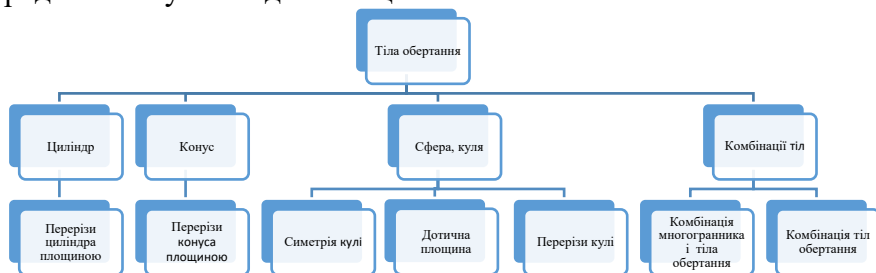 Тіла обертання
Циліндр
Конус
Сфера, куля
Комбінації тіл
Перерізи
циліндра
площиною
Перерізи
конуса
площиною
Симетрія кулі
Дотична
площина
Перерізи кулі
Комбінація
многогранника
і тіла
обертання
Комбінація тіл
обертання